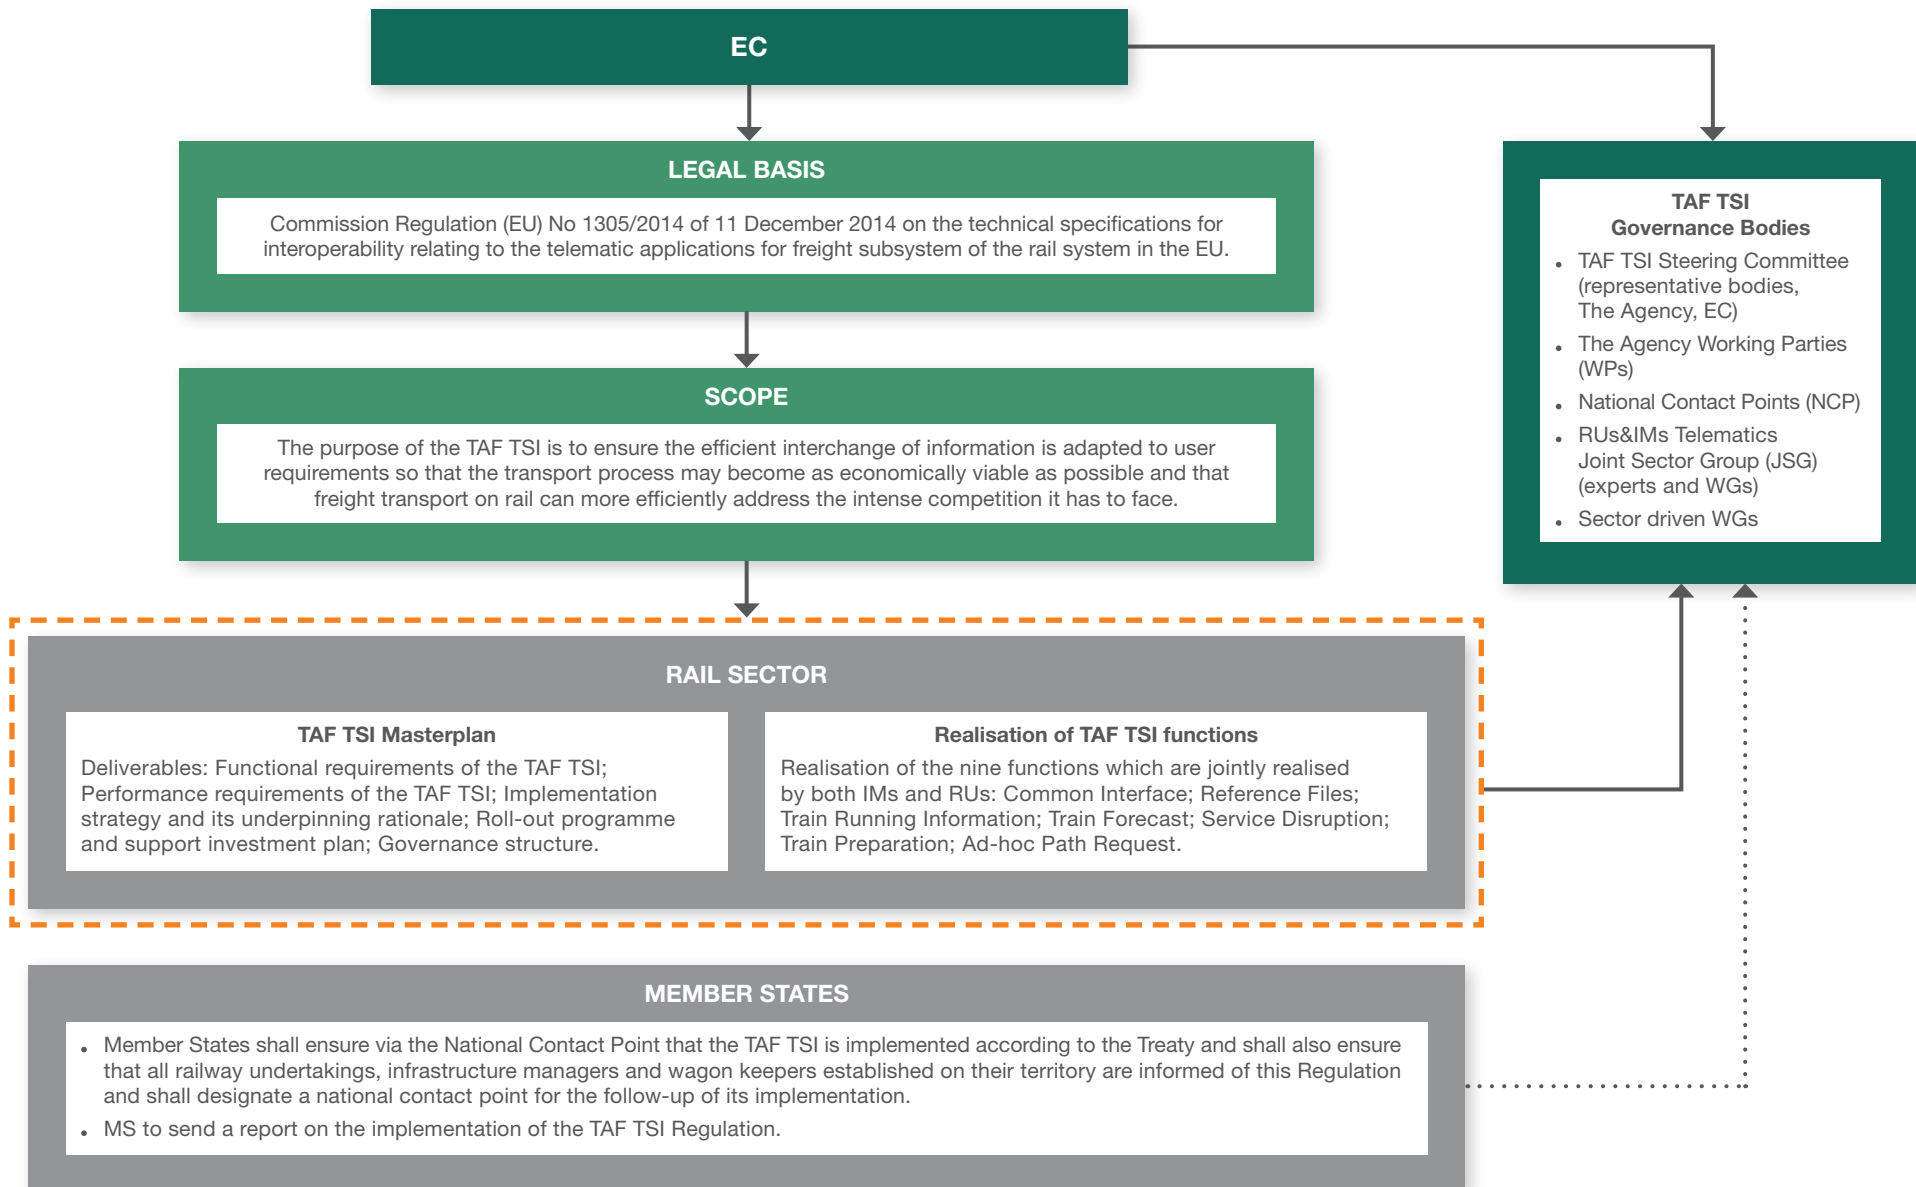 EC
LEGAL BASIS
Commission Regulation (EU) No 1305/2014 of 11 December 2014 on the technical specifications for
interoperability relating to the telematic applications for freight subsystem of the rail system in the EU.
SCOPE
The purpose of the TAF TSI is to ensure the efficient interchange of information is adapted to user
requirements so that the transport process may become as economically viable as possible and that
freight transport on rail can more efficiently address the intense competition it has to face.
TAF TSI
Governance Bodies
• TAF TSI Steering Committee
(representative bodies,
The Agency, EC)
• The Agency Working Parties
(WPs)
• National Contact Points (NCP)
• RUs&IMs Telematics
Joint Sector Group (JSG)
(experts and WGs)
• Sector driven WGs
RAIL SECTOR
TAF TSI Masterplan
Deliverables: Functional requirements of the TAF TSI;
Performance requirements of the TAF TSI; Implementation
strategy and its underpinning rationale; Roll-out programme
and support investment plan; Governance structure.
Realisation of TAF TSI functions
Realisation of the nine functions which are jointly realised
by both IMs and RUs: Common Interface; Reference Files;
Train Running Information; Train Forecast; Service Disruption;
Train Preparation; Ad-hoc Path Request.
MEMBER STATES
• Member States shall ensure via the National Contact Point that the TAF TSI is implemented according to the Treaty and shall also ensure
that all railway undertakings, infrastructure managers and wagon keepers established on their territory are informed of this Regulation
and shall designate a national contact point for the follow-up of its implementation.
• MS to send a report on the implementation of the TAF TSI Regulation.